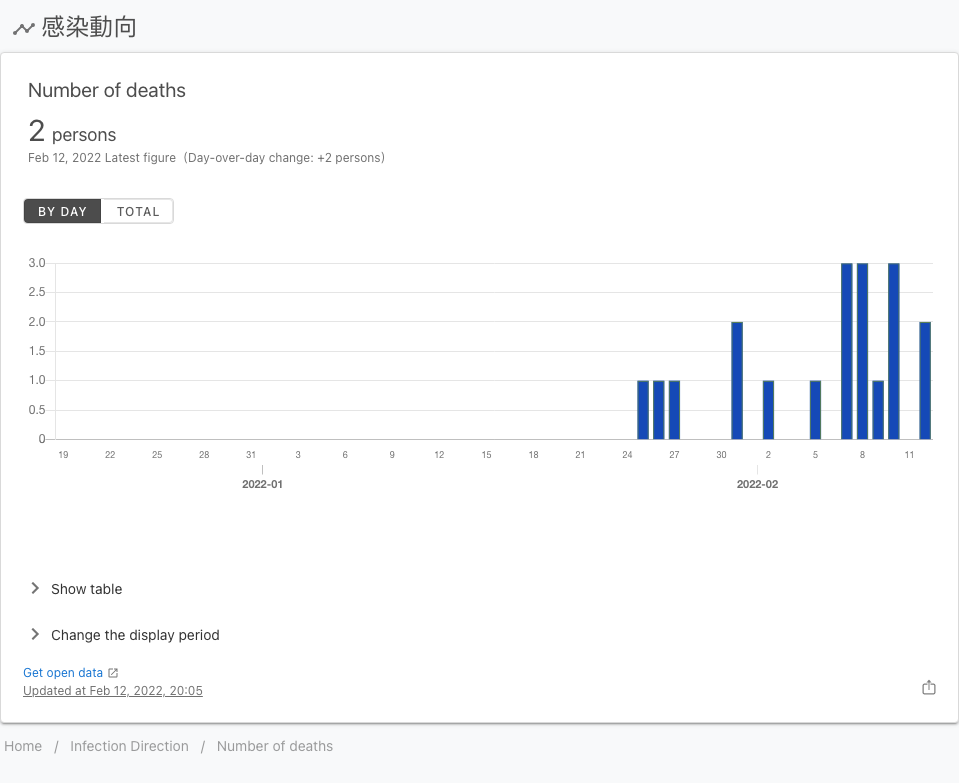 感染動向
Number of deaths
2 persons
Feb 12, 2022 Latest figure (Day-over-day change: +2 persons)
BY DAY TOTAL
3.0
2.5
2.0
1.5
1.0
0.5
0
19 22 25 28 31 3 6 9 12 15 18 21 24 27 30 2 5 8 11
2022-01 2022-02
Show table
Change the display period
Get open data
Updated at Feb 12, 2022, 20:05
Home / Infection Direction / Number of deaths